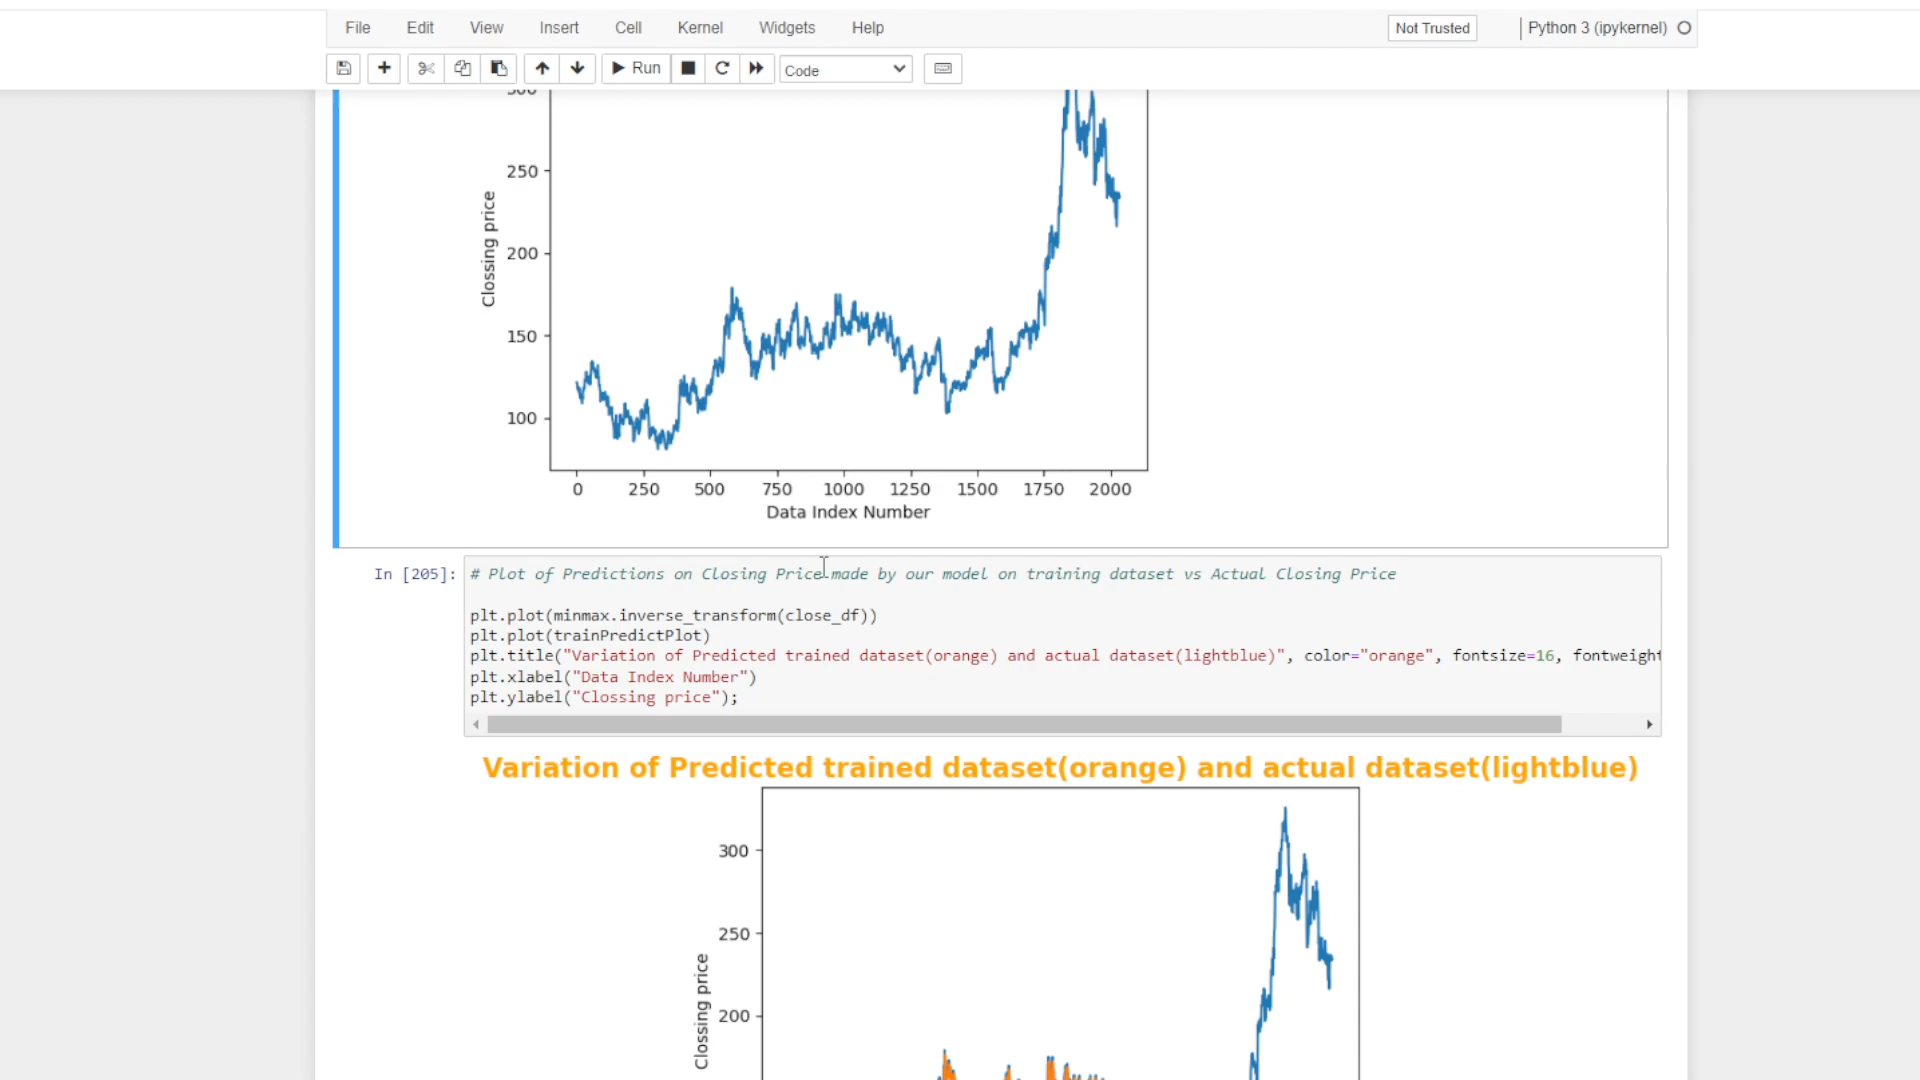 File Edit View Insert Cell Kernel Widgets Help Not Trusted Python 3 (ipykernel)
Run Code
300
250
200
150
100
Clossing price
0 250 500 750 1000 1250 1500 1750 2000
Data Index Number
In [205]: # Plot of Predictions on Closing Price made by our model on training dataset vs Actual Closing Price
plt.plot(minmax.inverse_transform(close_df))
plt.plot(trainPredictPlot)
plt.title("Variation of Predicted trained dataset(orange) and actual dataset(lightblue)", color="orange", fontsize=16, fontweight
plt.xlabel("Data Index Number")
plt.ylabel("Clossing price");
Variation of Predicted trained dataset(orange) and actual dataset(lightblue)
300
250
200
Clossing price